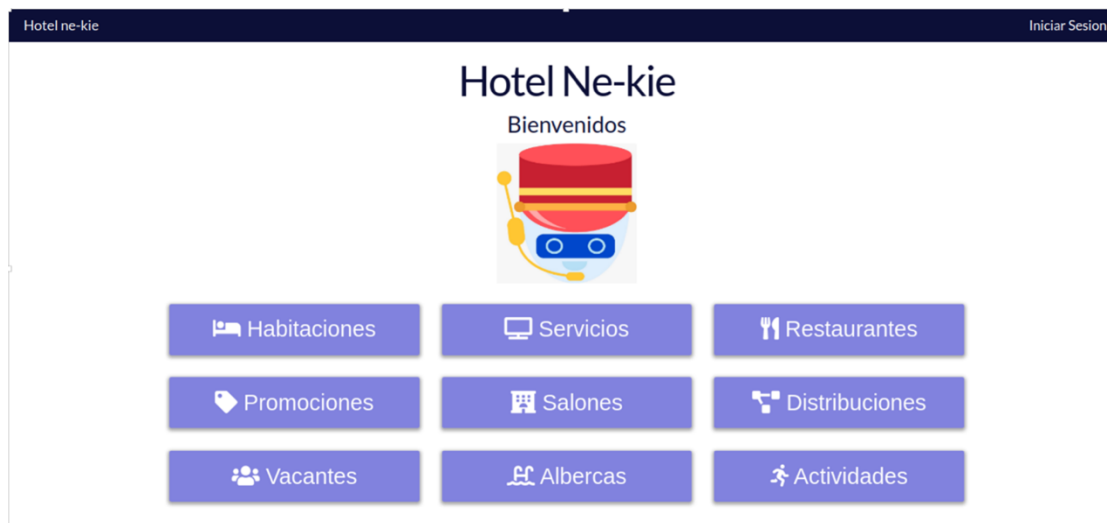 Hotel ne-kie Iniciar Sesion
Hotel Ne-kie
Bienvenidos
Habitaciones Servicios Restaurantes
Promociones Salones Distribuciones
Vacantes Albercas Actividades